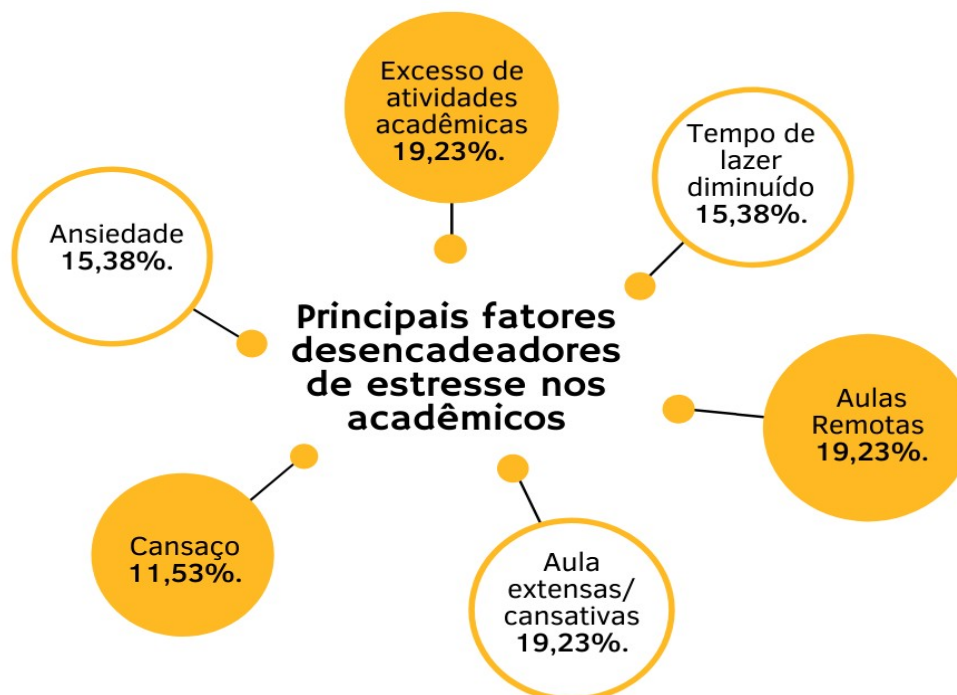 Excesso de
atividades
acadêmicas
19,23%.
Tempo de
lazer
diminuído
15,38%.
Ansiedade
15,38%.
Principais fatores
desencadeadores
de estresse nos
acadêmicos
Aulas
Remotas
19,23%.
Cansaço
11,53%.
Aula
extensas/
cansativas
19,23%.